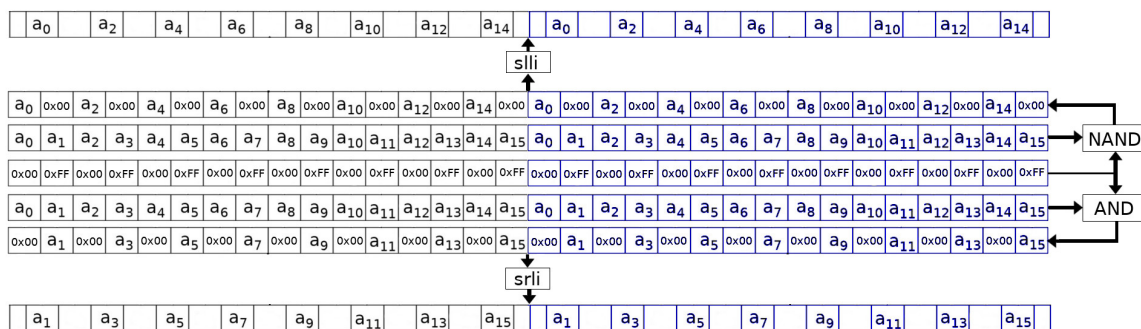 a0 a2 a4 a6 a8 a10 a12 a14 a0 a2 a4 a6 a8 a10 a12 a14
slli
a0 0x00 a2 0x00 a4 0x00 a6 0x00 a8 0x00 a10 0x00 a12 0x00 a14 0x00 a0 0x00 a2 0x00 a4 0x00 a6 0x00 a8 0x00 a10 0x00 a12 0x00 a14 0x00
a0 a1 a2 a3 a4 a5 a6 a7 a8 a9 a10 a11 a12 a13 a14 a15 a0 a1 a2 a3 a4 a5 a6 a7 a8 a9 a10 a11 a12 a13 a14 a15 NAND
0x00 0xFF 0x00 0xFF 0x00 0xFF 0x00 0xFF 0x00 0xFF 0x00 0xFF 0x00 0xFF 0x00 0xFF 0x00 0xFF 0x00 0xFF 0x00 0xFF 0x00 0xFF 0x00 0xFF 0x00 0xFF 0x00 0xFF 0x00 0xFF
a0 a1 a2 a3 a4 a5 a6 a7 a8 a9 a10 a11 a12 a13 a14 a15 a0 a1 a2 a3 a4 a5 a6 a7 a8 a9 a10 a11 a12 a13 a14 a15 AND
0x00 a1 0x00 a3 0x00 a5 0x00 a7 0x00 a9 0x00 a11 0x00 a13 0x00 a15 0x00 a1 0x00 a3 0x00 a5 0x00 a7 0x00 a9 0x00 a11 0x00 a13 0x00 a15
srli
a1 a3 a5 a7 a9 a11 a13 a15 a1 a3 a5 a7 a9 a11 a13 a15